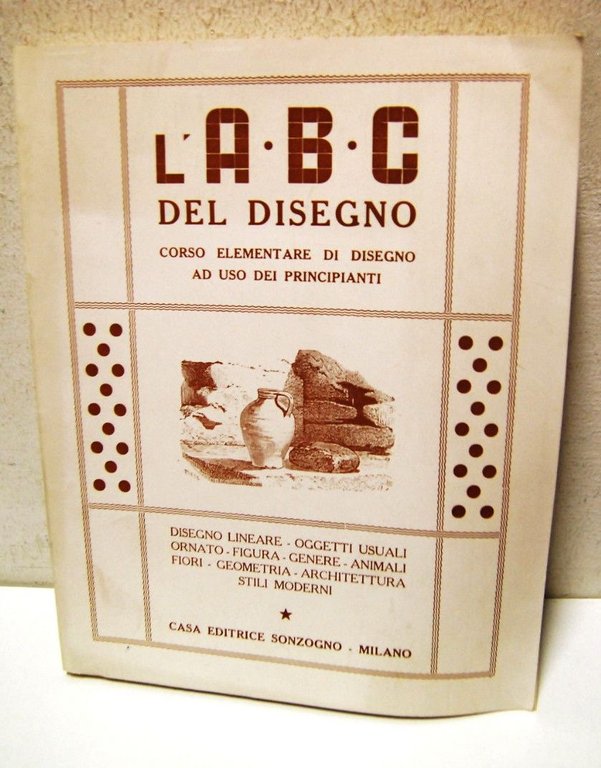 L'A·B·C
DEL DISEGNO
CORSO ELEMENTARE DI DISEGNO
AD USO DEI PRINCIPIANTI
DISEGNO LINEARE - OGGETTI USUALI
ORNATO - FIGURA - GENERE - ANIMALI
FIORI - GEOMETRIA - ARCHITETTURA
STILI MODERNI
CASA EDITRICE SONZOGNO - MILANO